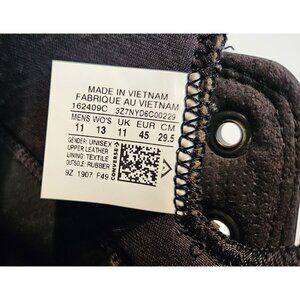 MADE IN VIETNAM
FABRIQUE AU VIETNAM
162409C 3Z7NYD6C00229
MENS WO'S UK EUR CM
11 13 11 45 29.5
GENDER: UNISEX
UPPER: LEATHER
LINING: TEXTILE
OUTSOLE: RUBBER
9Z 1907 F49
CONVERSE